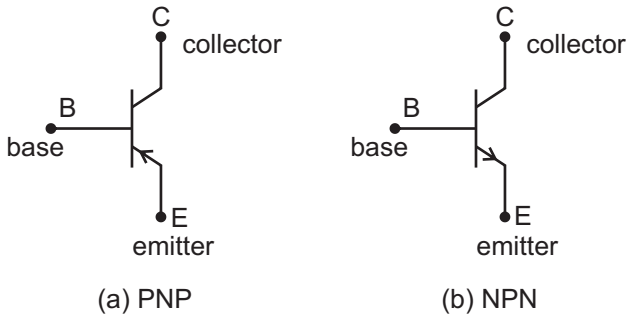 C
collector
B
base
E
emitter
(a) PNP
C
collector
B
base
E
emitter
(b) NPN